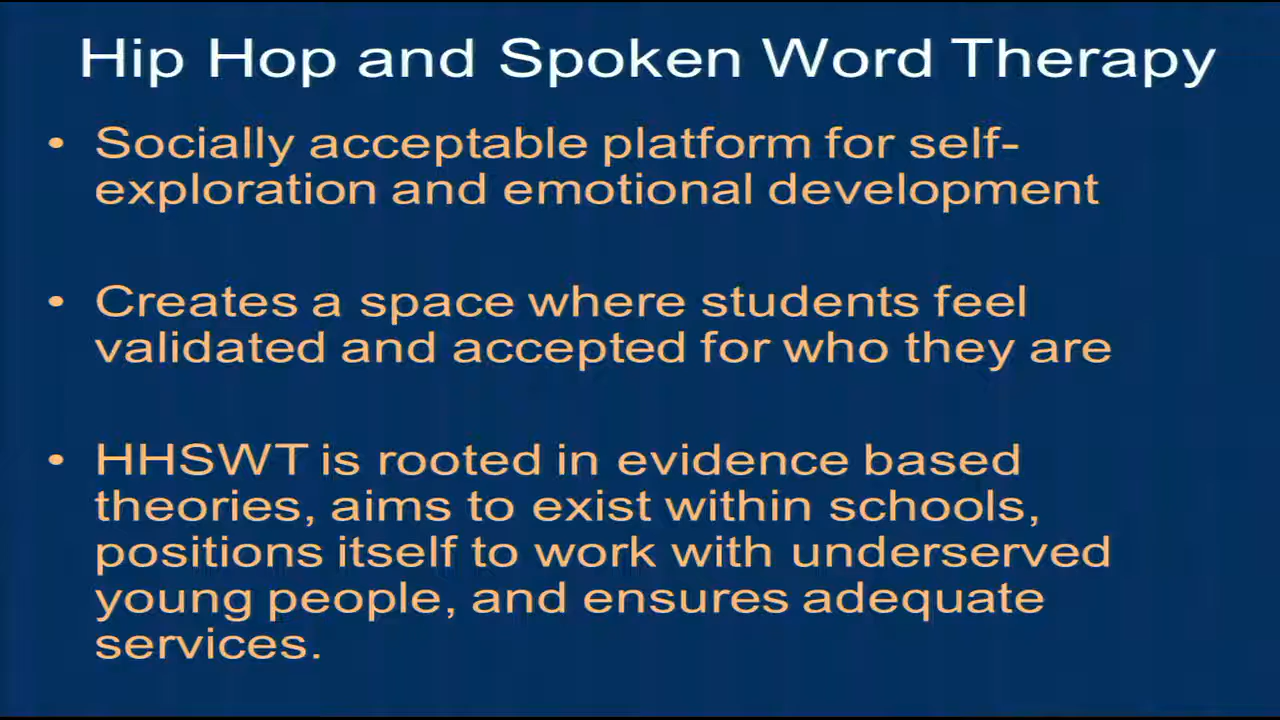 Hip Hop and Spoken Word Therapy
• Socially acceptable platform for self-
exploration and emotional development
• Creates a space where students feel
validated and accepted for who they are
• HHSWT is rooted in evidence based
theories, aims to exist within schools,
positions itself to work with underserved
young people, and ensures adequate
services.